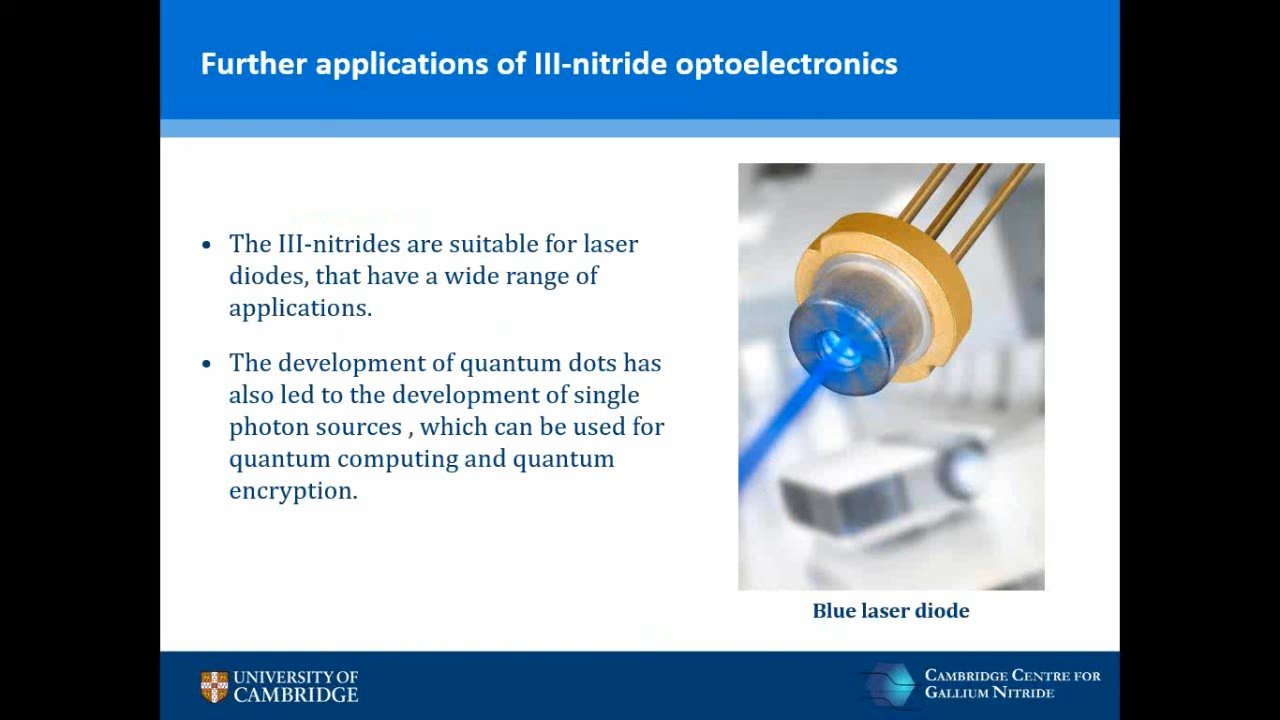 Further applications of III-nitride optoelectronics
• The III-nitrides are suitable for laser
diodes, that have a wide range of
applications.
• The development of quantum dots has
also led to the development of single
photon sources , which can be used for
quantum computing and quantum
encryption.
Blue laser diode
UNIVERSITY OF
CAMBRIDGE
CAMBRIDGE CENTRE FOR
GALLIUM NITRIDE